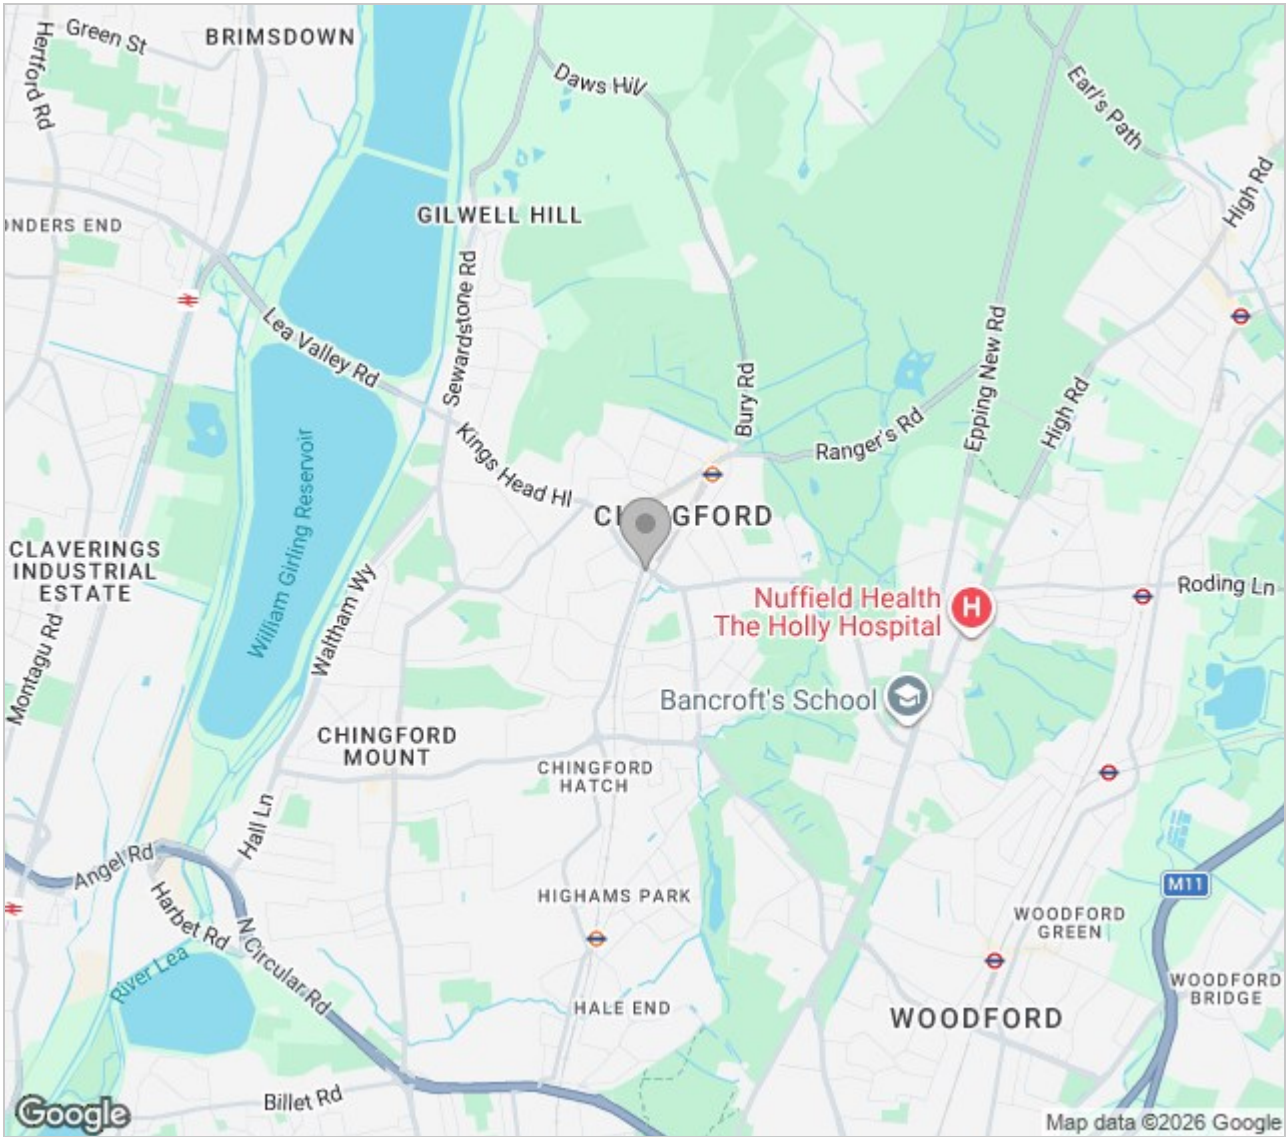 Green St
BRIMSDOWN
Hertford Rd
Daws Hil
Earl's Path
High Rd
GILWELL HILL
ONDERS END
Sewardstone Rd
Lea Valley Rd
Epping New Rd
Bury Rd
High Rd
Ranger's Rd
Kings Head Hl
William Girling Reservoir
CLAVERINGS
INDUSTRIAL
ESTATE
Waltham Wy
Roding Ln
Nuffield Health
The Holly Hospital
H
Montagu Rd
Bancroft's School
CHINGFORD
MOUNT
CHINGFORD
HATCH
Hall Ln
Angel Rd
M11
Harbet Rd
HIGHAMS PARK
WOODFORD
GREEN
N Circular Rd
River Lea
WOODFORD
BRIDGE
HALE END
WOODFORD
Billet Rd
Google
Map data ©2026 Google